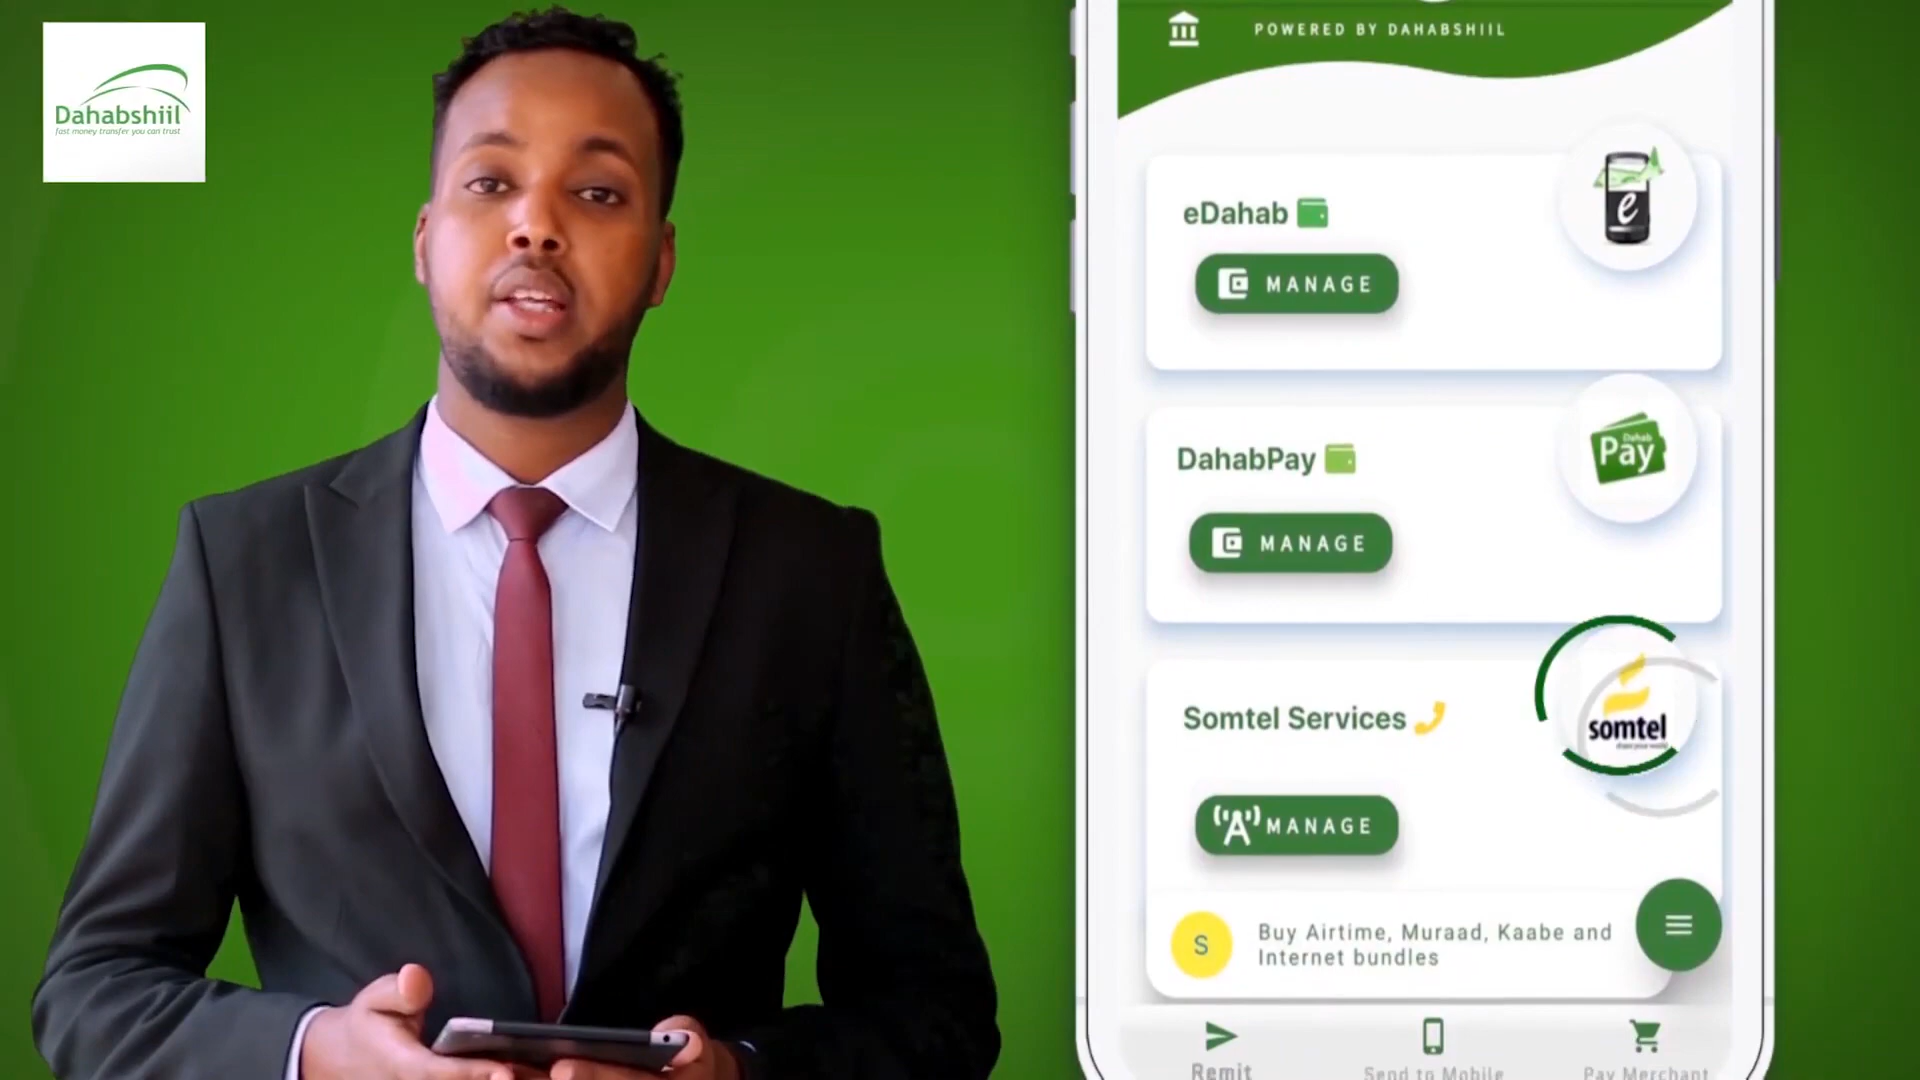 Dahabshiil
fast money transfer you can trust
POWERED BY DAHABSHIIL
eDahab
e
MANAGE
DahabPay
Dahab
Pay
MANAGE
Somtel Services
somtel
MANAGE
S
Buy Airtime, Muraad, Kaabe and
Internet bundles
Remit
Send to Mobile
Pay Merchant